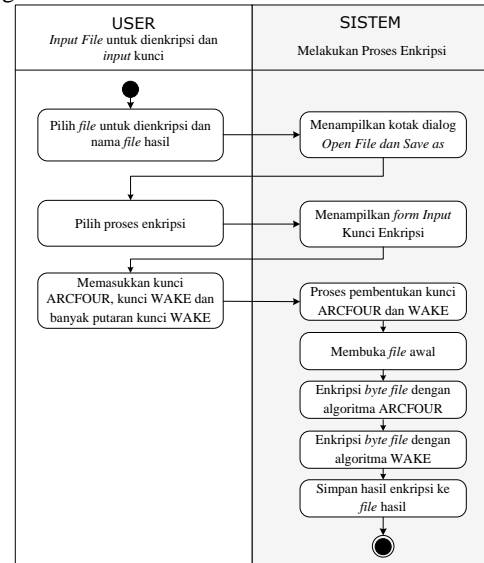 g
USER
Input File untuk dienkripsi dan
input kunci
SISTEM
Melakukan Proses Enkripsi
Pilih file untuk dienkripsi dan
nama file hasil
Menampilkan kotak dialog
Open File dan Save as
Pilih proses enkripsi
Menampilkan form Input
Kunci Enkripsi
Memasukkan kunci
ARCFOUR, kunci WAKE dan
banyak putaran kunci WAKE
Proses pembentukan kunci
ARCFOUR dan WAKE
Membuka file awal
Enkripsi byte file dengan
algoritma ARCFOUR
Enkripsi byte file dengan
algoritma WAKE
Simpan hasil enkripsi ke
file hasil